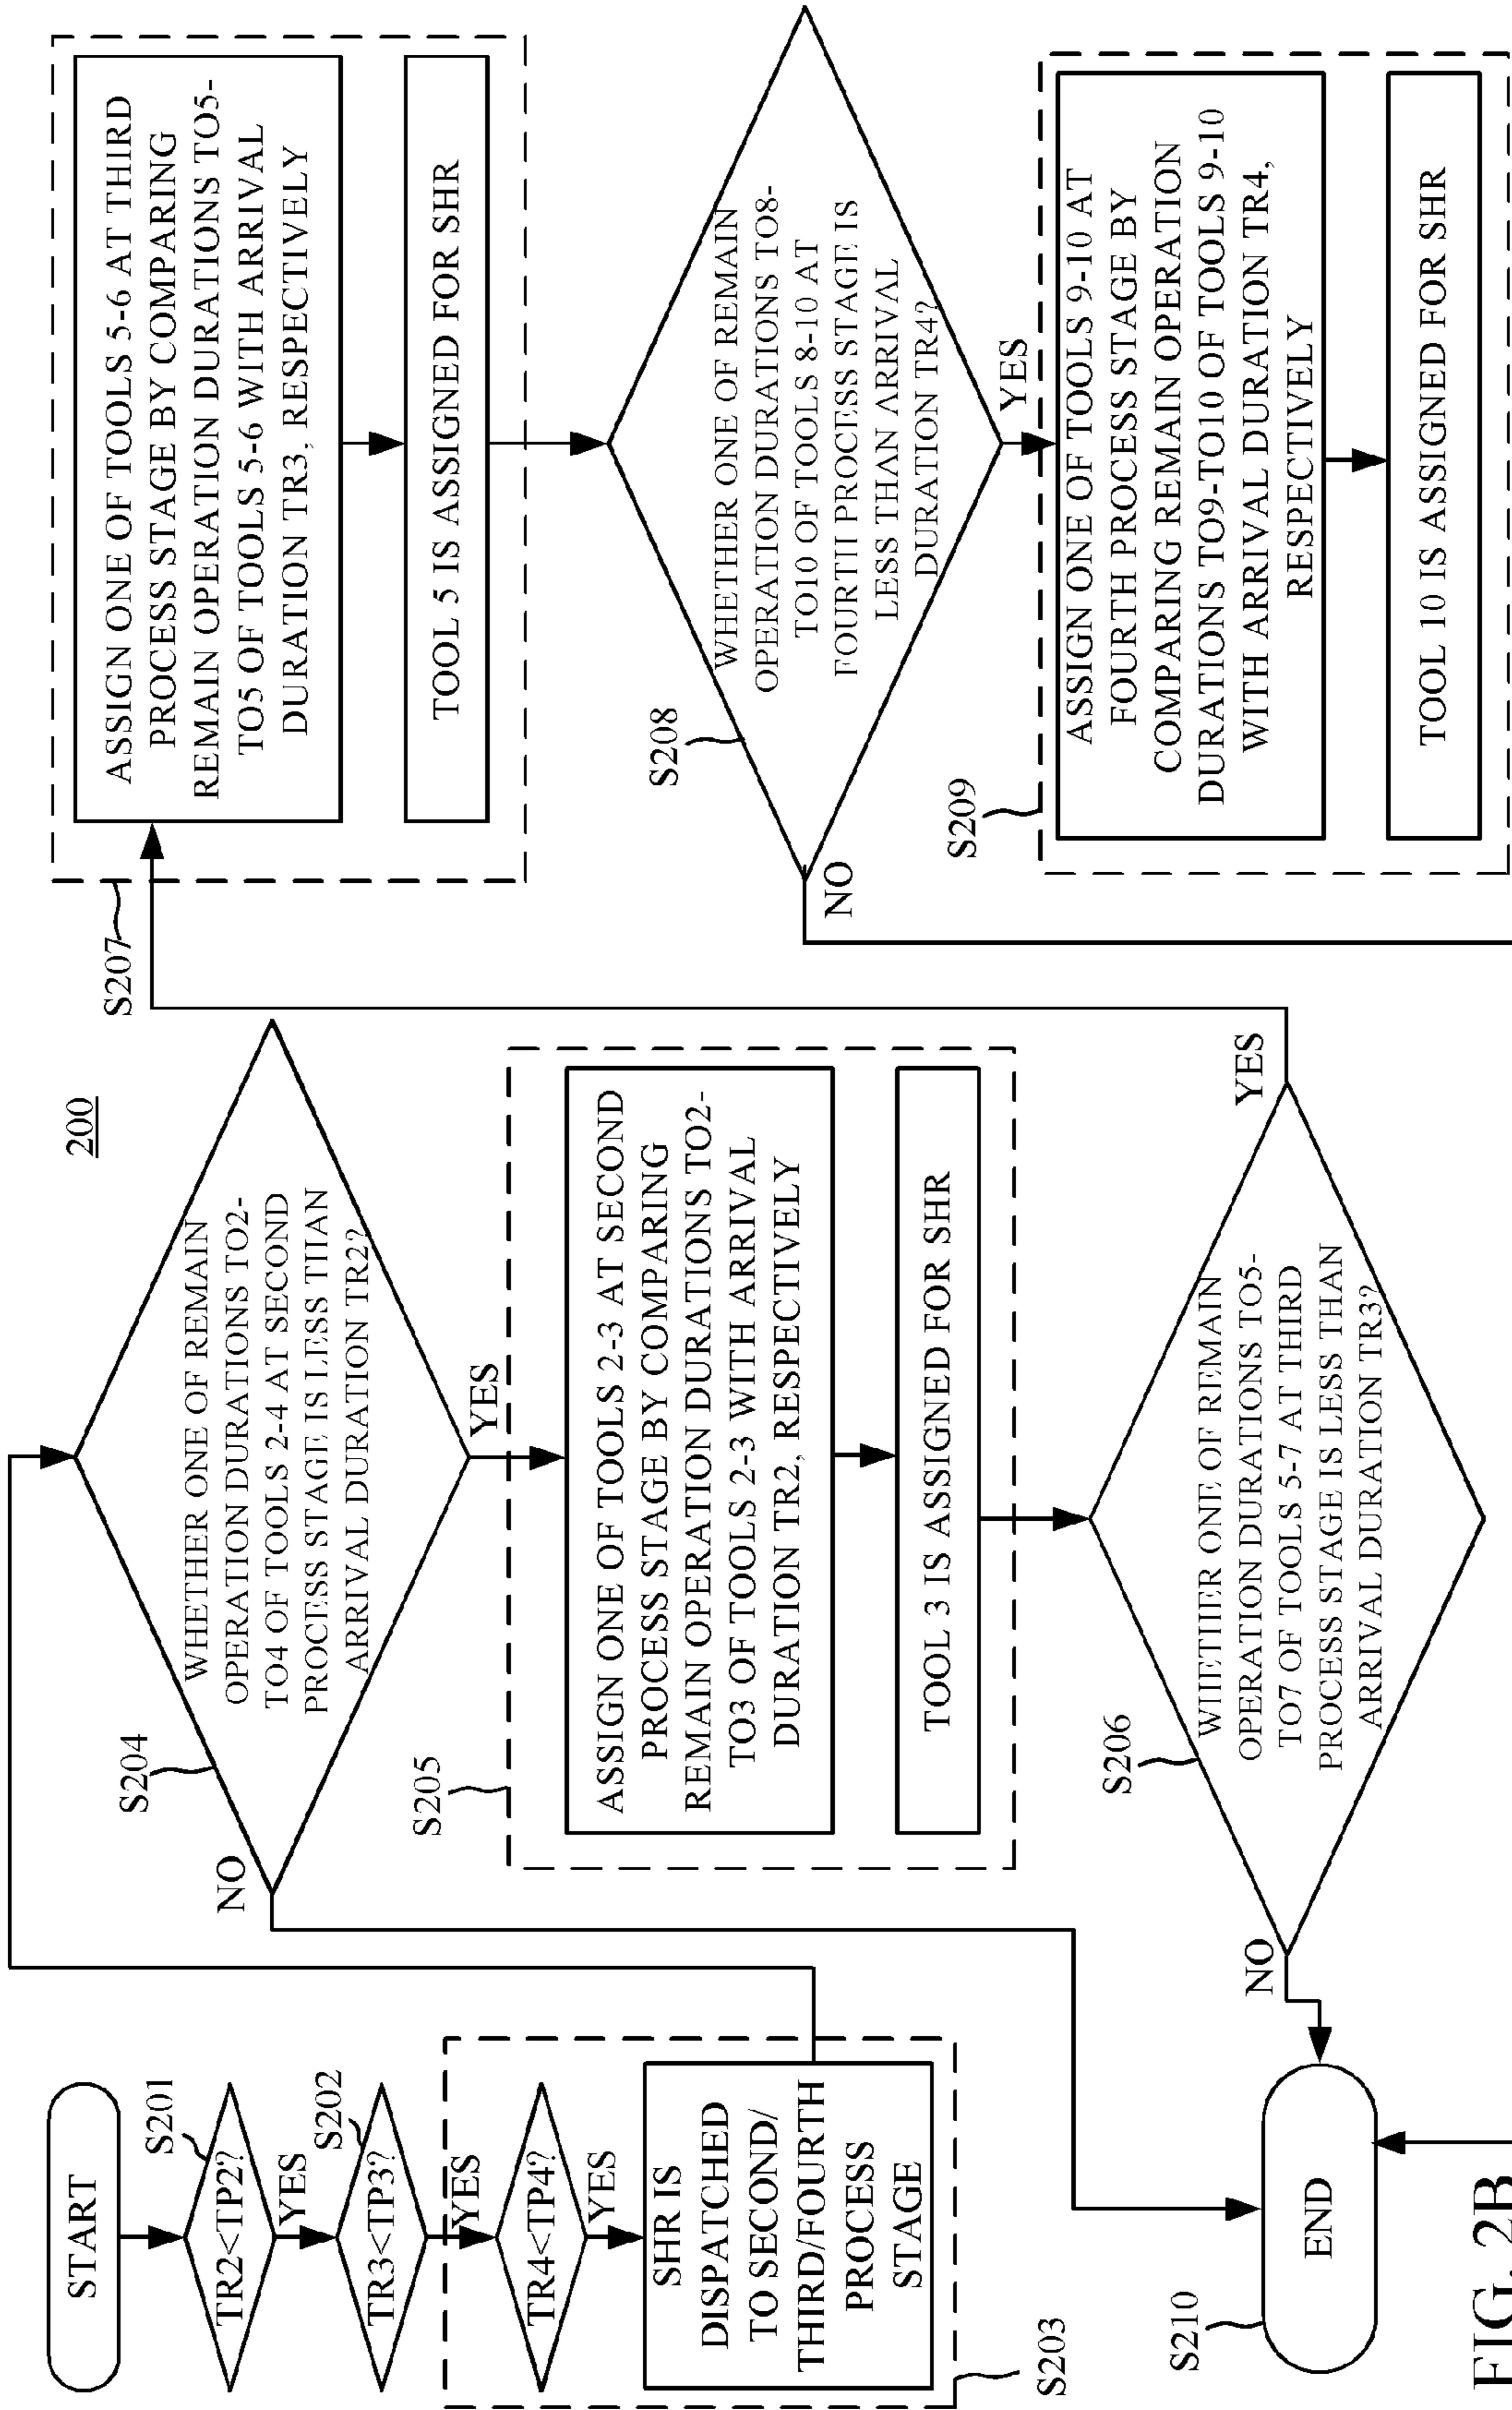 200
START
TR2<TP2?
S201
YES
TR3<TP3?
S202
YES
TR4<TP4?
YES
SHR IS
DISPATCHED
TO SECOND/
THIRD/FOURTH
PROCESS
STAGE
S203
S204
WHETHER ONE OF REMAIN
OPERATION DURATIONS TO2-
TO4 OF TOOLS 2-4 AT SECOND
PROCESS STAGE IS LESS THAN
ARRIVAL DURATION TR2?
NO
YES
S205
ASSIGN ONE OF TOOLS 2-3 AT SECOND
PROCESS STAGE BY COMPARING
REMAIN OPERATION DURATIONS TO2-
TO3 OF TOOLS 2-3 WITH ARRIVAL
DURATION TR2, RESPECTIVELY
TOOL 3 IS ASSIGNED FOR SHR
S206
WHETHER ONE OF REMAIN
OPERATION DURATIONS TO5-
TO7 OF TOOLS 5-7 AT THIRD
PROCESS STAGE IS LESS THAN
ARRIVAL DURATION TR3?
NO
YES
S207
ASSIGN ONE OF TOOLS 5-6 AT THIRD
PROCESS STAGE BY COMPARING
REMAIN OPERATION DURATIONS TO5-
TO5 OF TOOLS 5-6 WITH ARRIVAL
DURATION TR3, RESPECTIVELY
TOOL 5 IS ASSIGNED FOR SHR
S208
WHETHER ONE OF REMAIN
OPERATION DURATIONS TO8-
TO10 OF TOOLS 8-10 AT
FOURTH PROCESS STAGE IS
LESS THAN ARRIVAL
DURATION TR4?
NO
YES
S209
ASSIGN ONE OF TOOLS 9-10 AT
FOURTH PROCESS STAGE BY
COMPARING REMAIN OPERATION
DURATIONS TO9-TO10 OF TOOLS 9-10
WITH ARRIVAL DURATION TR4,
RESPECTIVELY
TOOL 10 IS ASSIGNED FOR SHR
S210
END
FIG. 2B